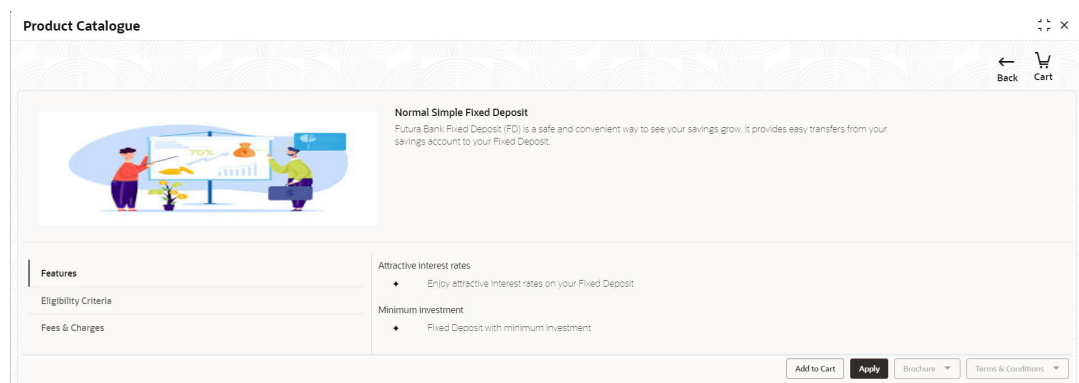 Product Catalogue
Back
Cart
Normal Simple Fixed Deposit
Futura Bank Fixed Deposit (FD) is a safe and convenient way to see your savings grow. It provides easy transfers from your
savings account to your Fixed Deposit.
70%
Features
Eligibility Criteria
Fees & Charges
Attractive interest rates
Enjoy attractive interest rates on your Fixed Deposit
Minimum investment
Fixed Deposit with minimum investment
Add to Cart
Apply
Brochure
Terms & Conditions